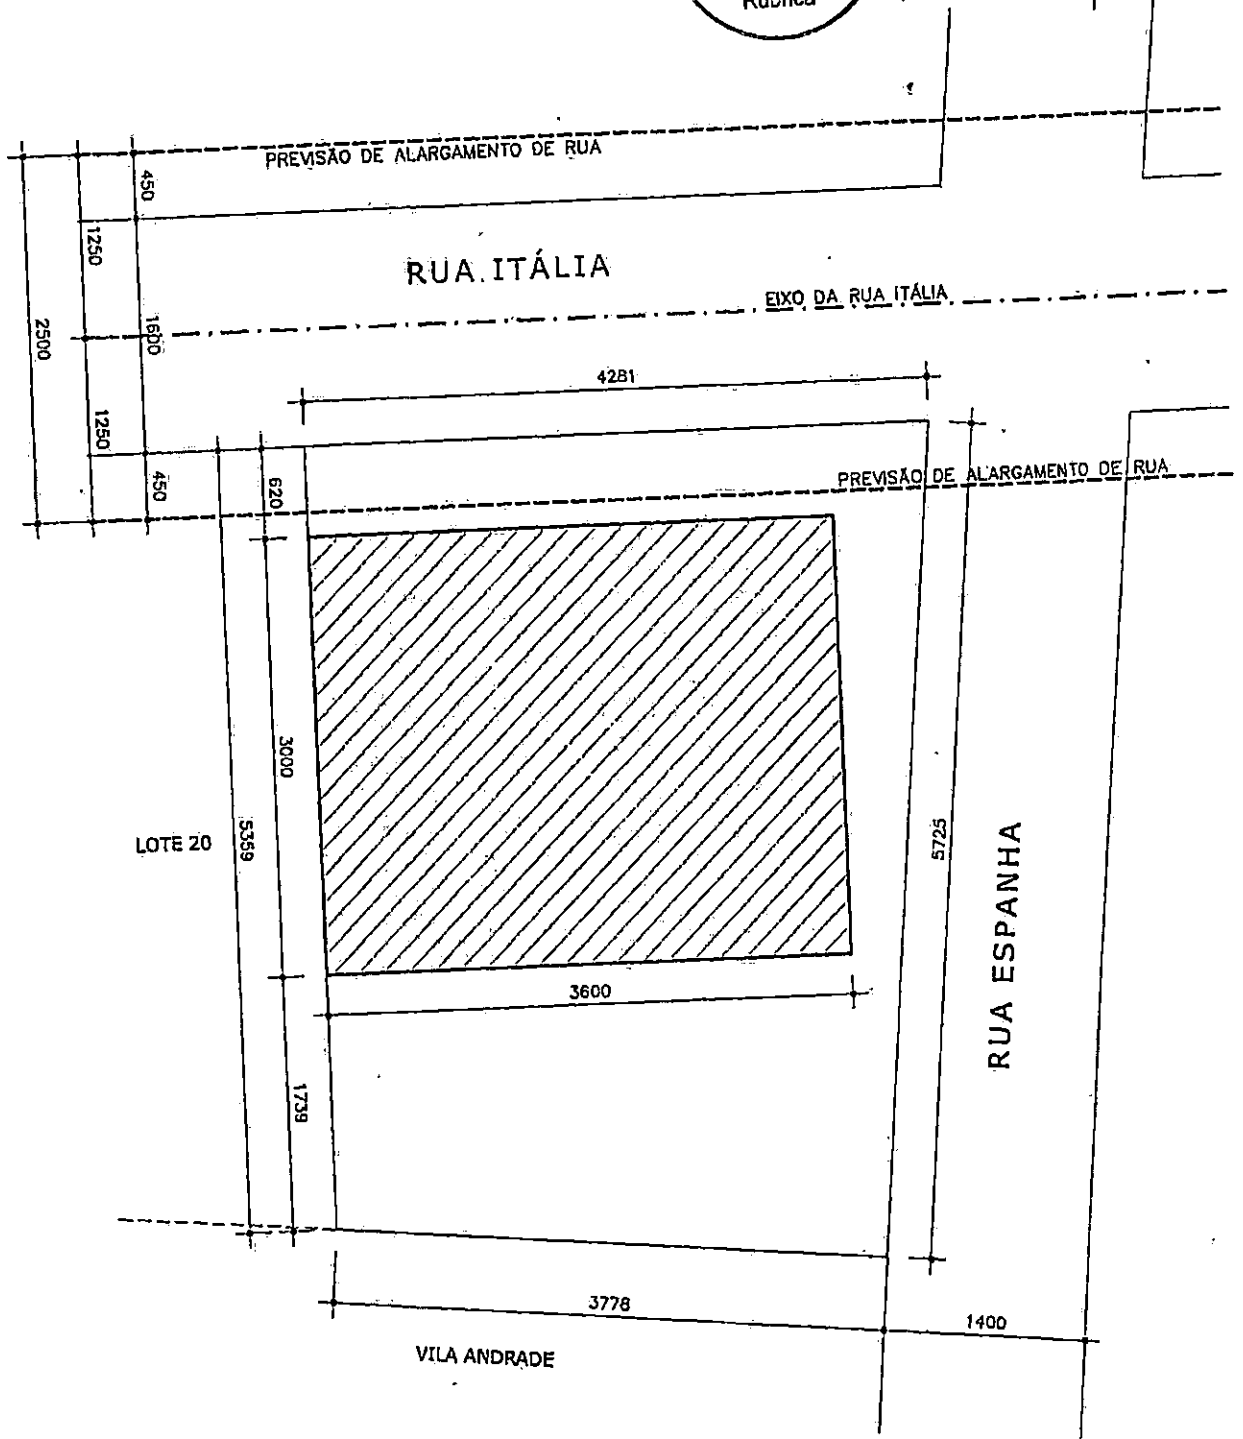 Rubrica
PREVISÃO DE ALARGAMENTO DE RUA
450
1250
RUA ITÁLIA
EIXO DA RUA ITÁLIA
2500
1600
4281
1250
450
620
PREVISÃO DE ALARGAMENTO DE RUA
3000
LOTE 20
5359
5725
RUA ESPANHA
3600
1739
3778
1400
VILA ANDRADE